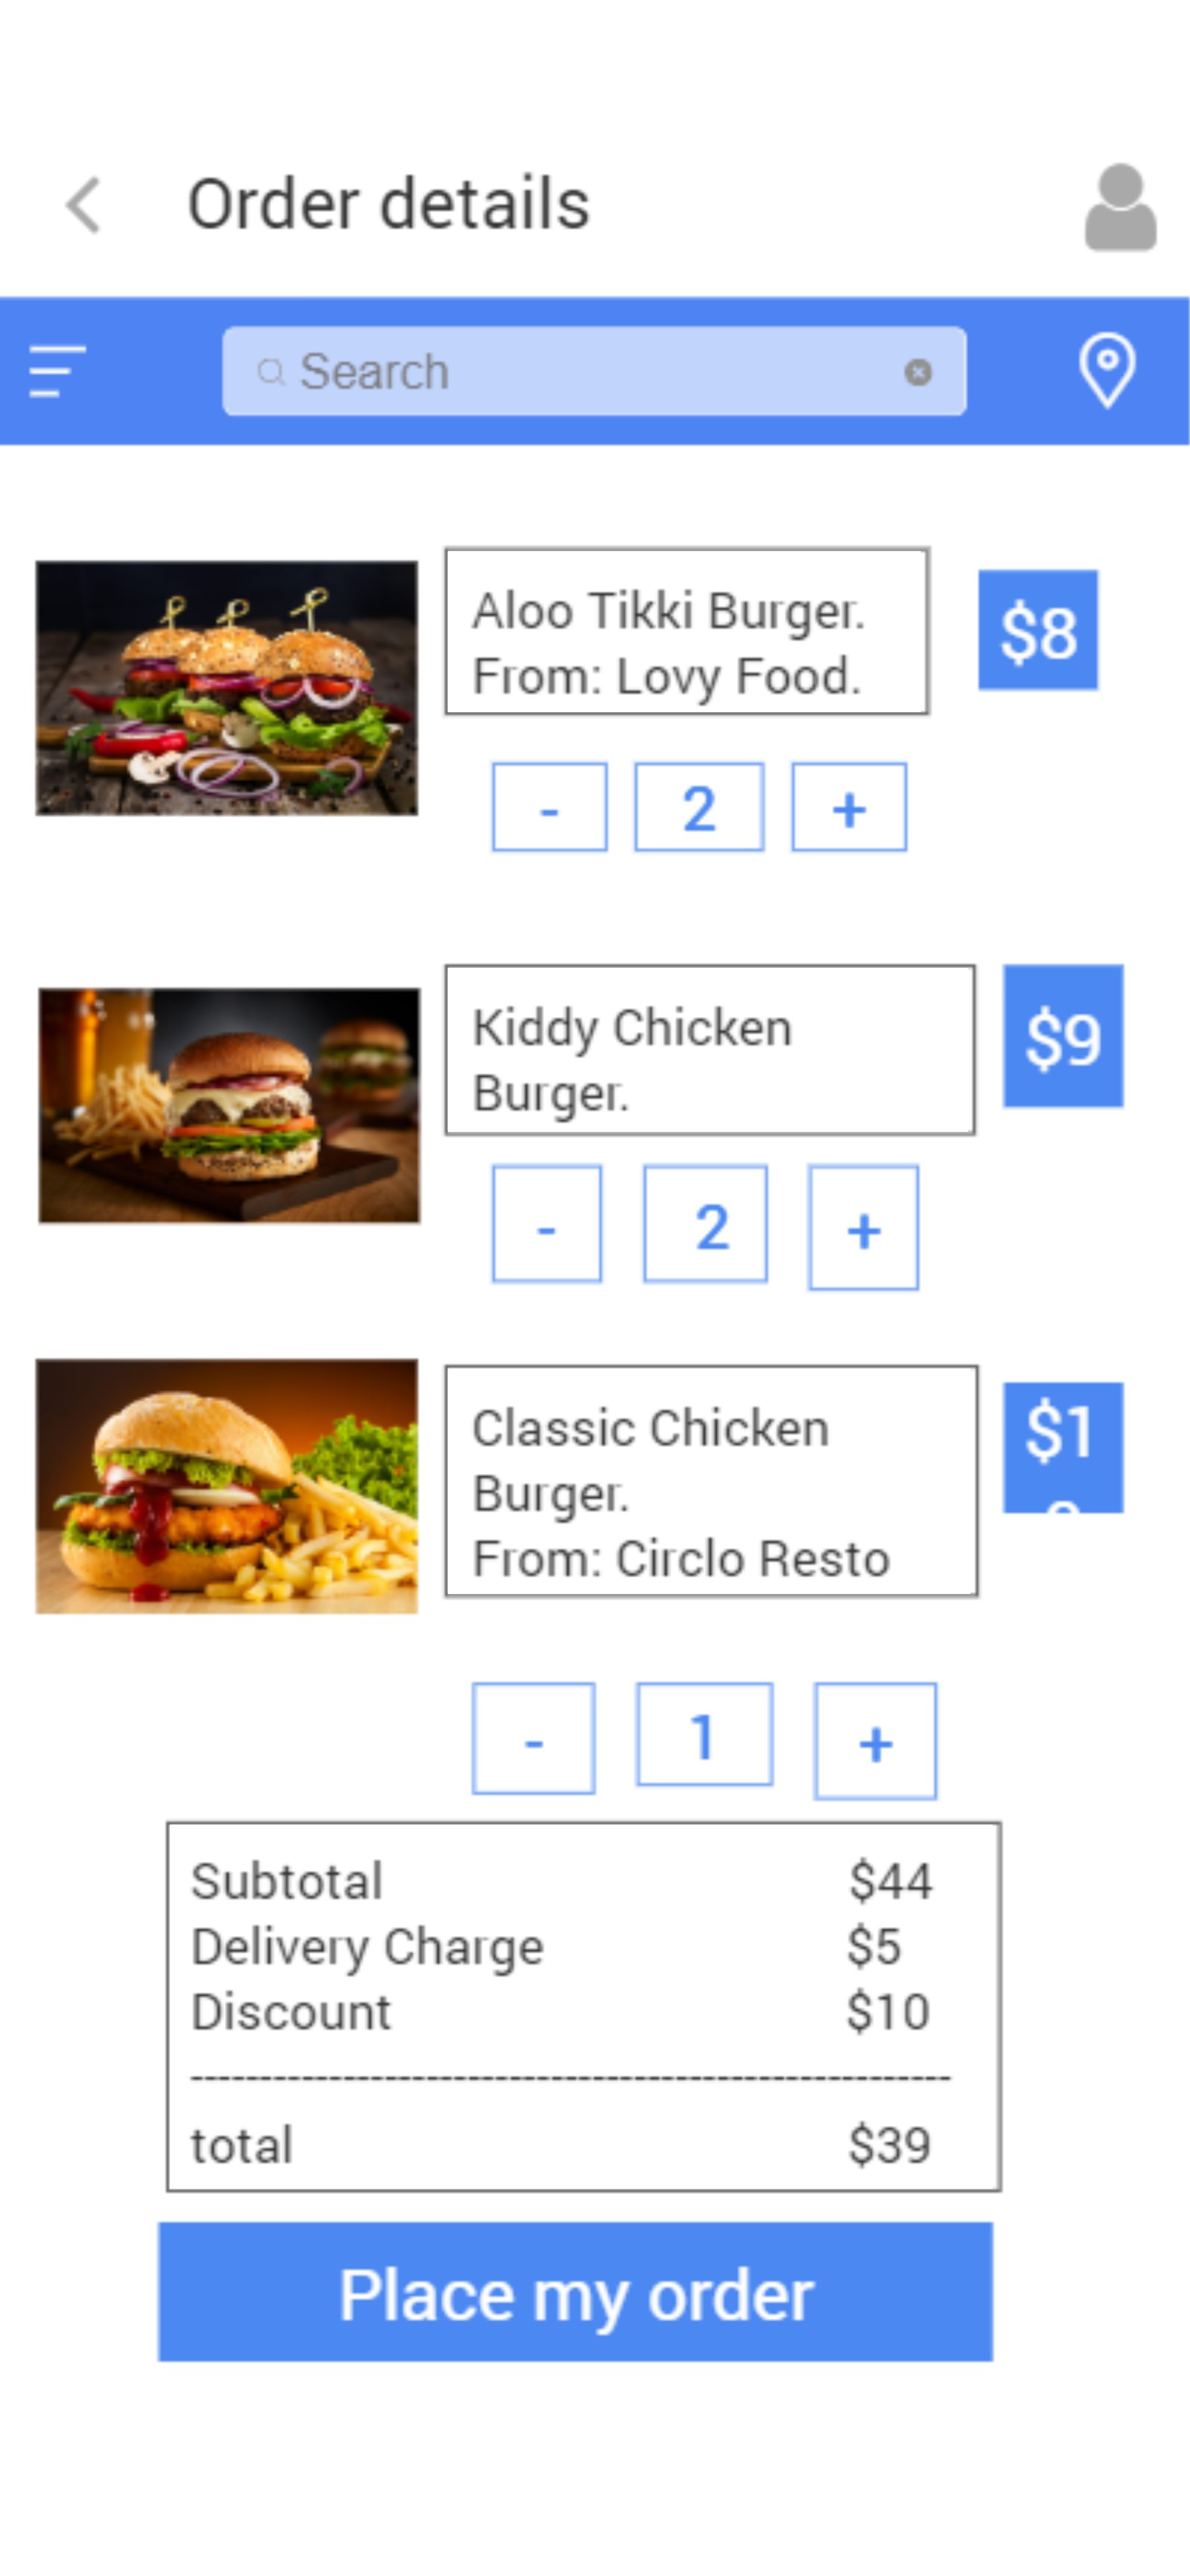 Order details
Search
Aloo Tikki Burger.
From: Lovy Food.
$8
- 2 +
Kiddy Chicken
Burger.
$9
- 2 +
Classic Chicken
Burger.
From: Circlo Resto
$1
- 1 +
Subtotal $44
Delivery Charge $5
Discount $10
-------------------------------------------------------
total $39
Place my order